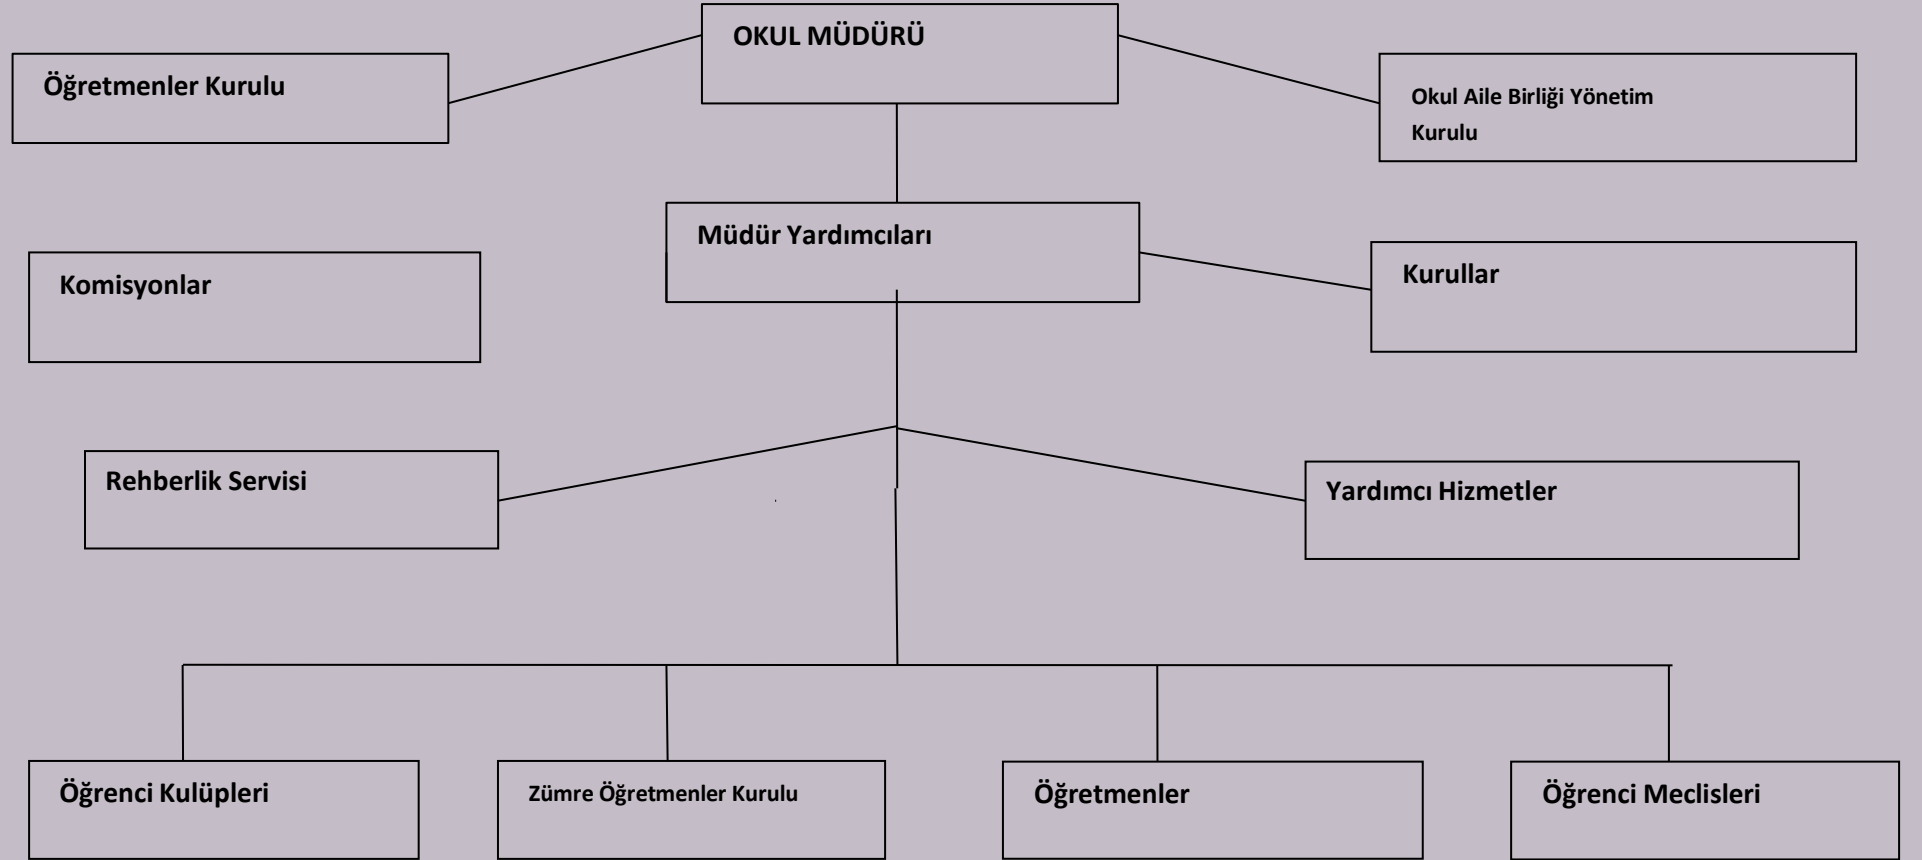 OKUL MÜDÜRÜ
Öğretmenler Kurulu
Okul Aile Birliği Yönetim
Kurulu
Müdür Yardımcıları
Komisyonlar
Kurullar
Rehberlik Servisi
Yardımcı Hizmetler
Öğrenci Kulüpleri
Zümre Öğretmenler Kurulu
Öğretmenler
Öğrenci Meclisleri